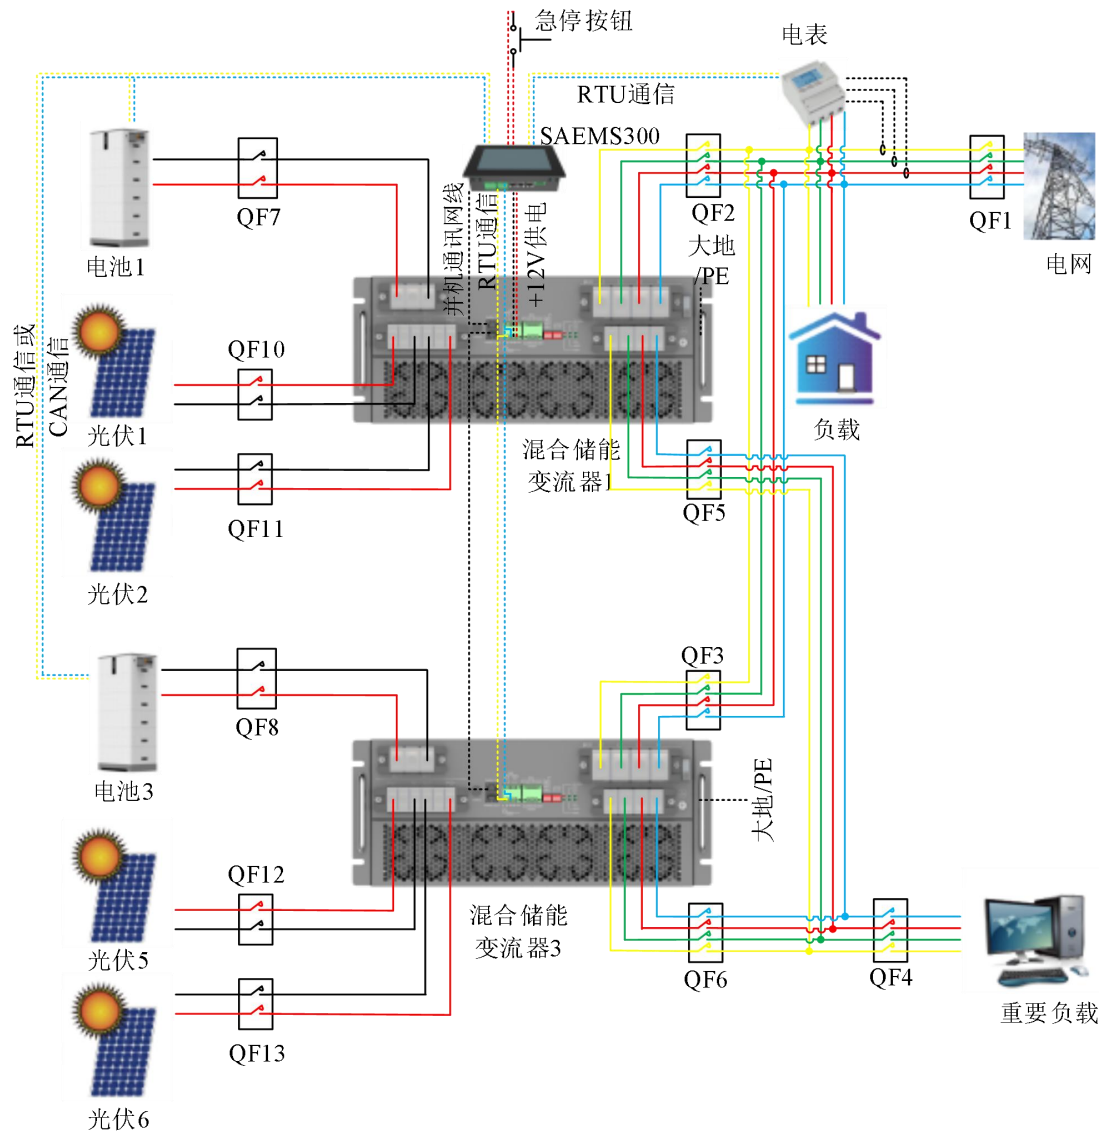 急停按钮
电表
RTU通信
SAEMS300
QF7
QF2
QF1
大地
/PE
电网
电池1
并机通讯网线
RTU通信
+12V供电
RTU通信或
CAN通信
QF10
光伏1
负载
混合储能
变流器1
QF5
QF11
光伏2
QF3
QF8
电池3
大地/PE
QF12
混合储能
变流器3
光伏5
QF6
QF4
重要负载
QF13
光伏6